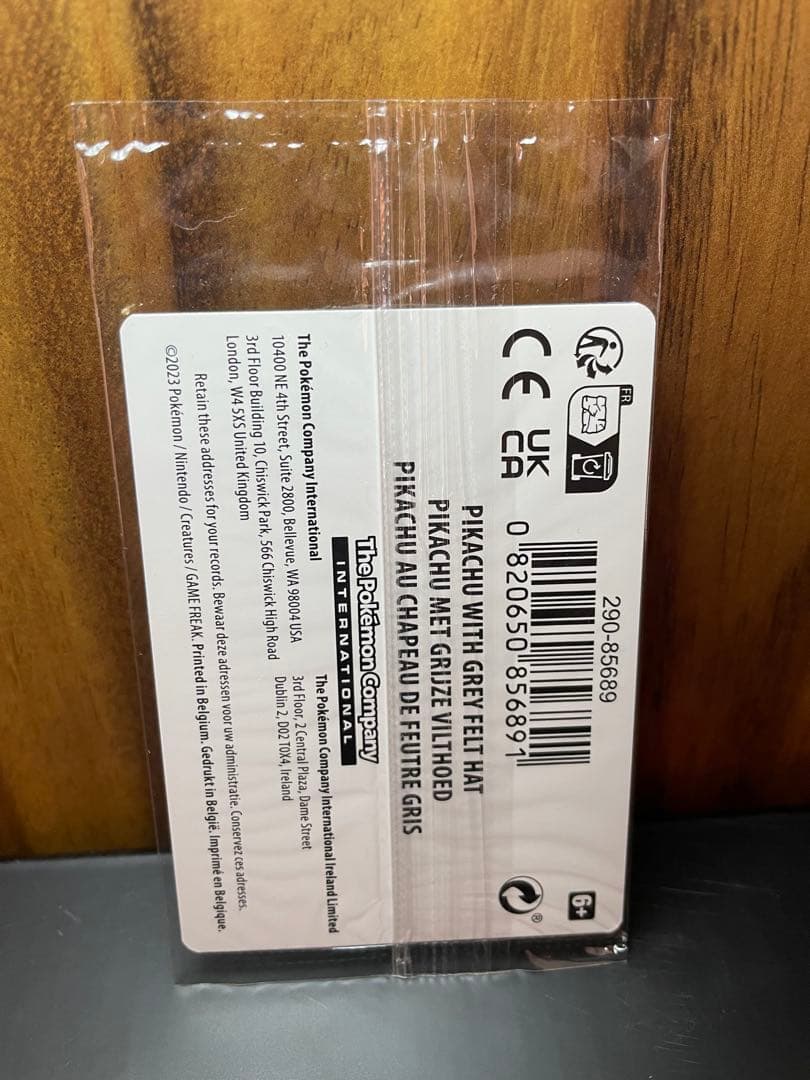 FR
CE
UK
CA
290-85689
0 820650 856891
6+
®
PIKACHU WITH GREY FELT HAT
PIKACHU MET GRIJZE VILTHOED
PIKACHU AU CHAPEAU DE FEUTRE GRIS
The Pokémon Company
INTERNATIONAL
The Pokémon Company International
10400 NE 4th Street, Suite 2800, Bellevue, WA 98004 USA
3rd Floor Building 10, Chiswick Park, 566 Chiswick High Road
London, W4 5XS United Kingdom
The Pokémon Company International Ireland Limited
3rd Floor, 2 Central Plaza, Dame Street
Dublin 2, D02 T0X4, Ireland
Retain these addresses for your records. Bewaar deze adressen voor uw administratie. Conservez ces adresses.
©2023 Pokémon / Nintendo / Creatures / GAME FREAK. Printed in Belgium. Gedrukt in België. Imprimé en Belgique.